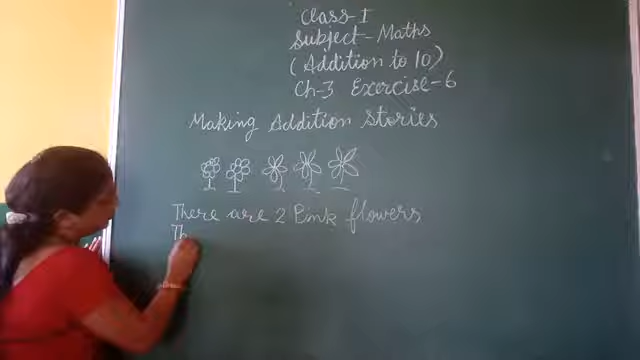 Class-I
Subject-Maths
(Addition to 10)
Ch-3 Exercise-6
Making Addition Stories
There are 2 Pink flowers
Th